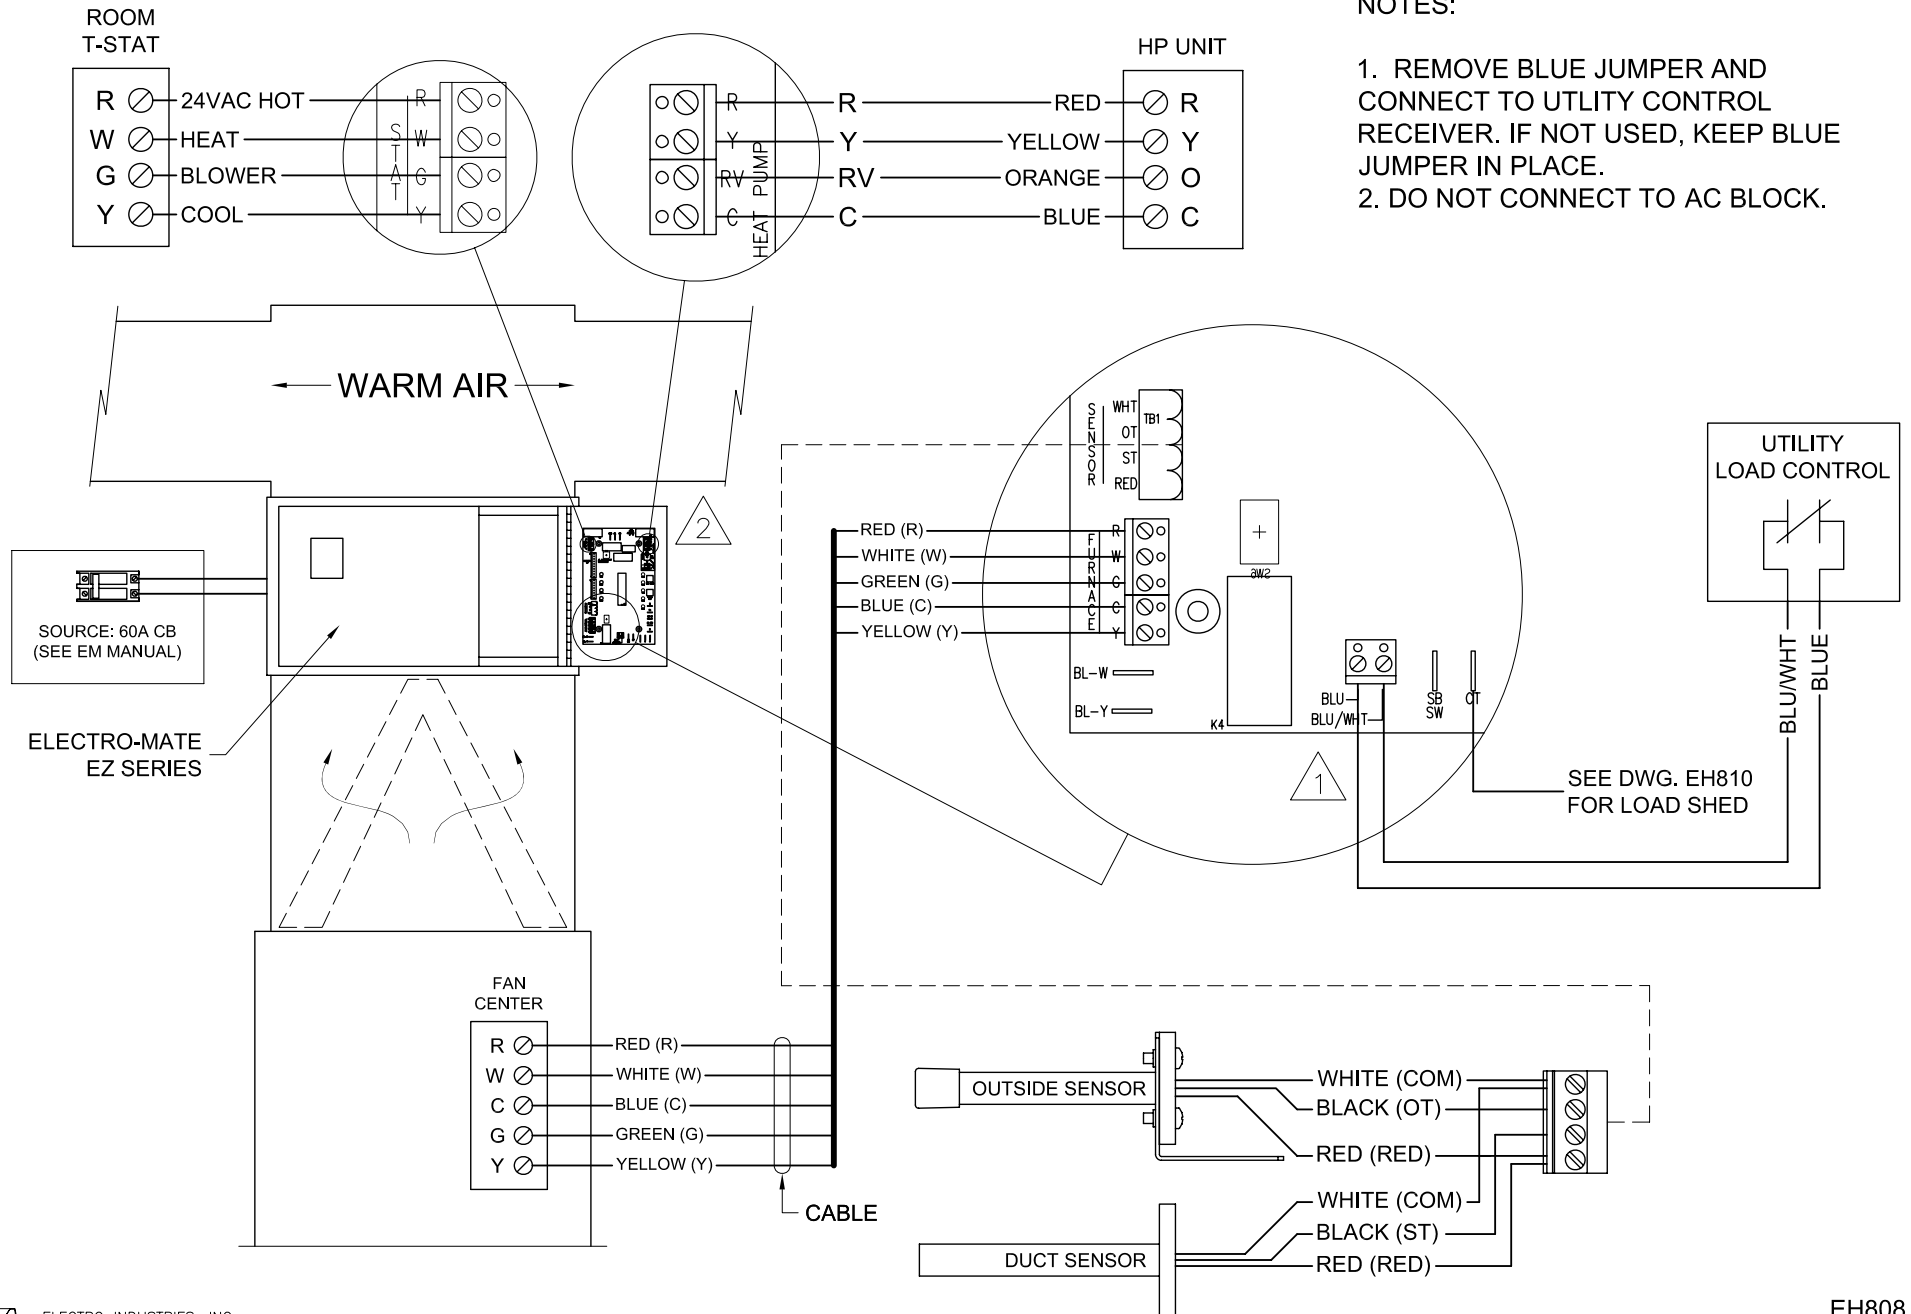 ROOM
T-STAT
R 24VAC HOT
W HEAT
G BLOWER
Y COOL
STAT
R
W
G
Y
HEAT PUMP
R
Y
RV
C
R
Y
RV
C
RED
YELLOW
ORANGE
BLUE
HP UNIT
R
Y
O
C
NOTES:
1. REMOVE BLUE JUMPER AND
CONNECT TO UTLITY CONTROL
RECEIVER. IF NOT USED, KEEP BLUE
JUMPER IN PLACE.
2. DO NOT CONNECT TO AC BLOCK.
WARM AIR
2
SOURCE: 60A CB
(SEE EM MANUAL)
ELECTRO-MATE
EZ SERIES
SENSOR
WHT
OT
ST
RED
TB1
RED (R)
WHITE (W)
GREEN (G)
BLUE (C)
YELLOW (Y)
FURNACE
R
W
G
C
Y
SW6
BL-W
BL-Y
K4
BLU
BLU/WHT
SB
SW
OT
1
SEE DWG. EH810
FOR LOAD SHED
UTILITY
LOAD CONTROL
BLU/WHT
BLUE
FAN
CENTER
R
W
C
G
Y
RED (R)
WHITE (W)
BLUE (C)
GREEN (G)
YELLOW (Y)
CABLE
OUTSIDE SENSOR
WHITE (COM)
BLACK (OT)
RED (RED)
DUCT SENSOR
WHITE (COM)
BLACK (ST)
RED (RED)
ELECTRO INDUSTRIES, INC.
EH808